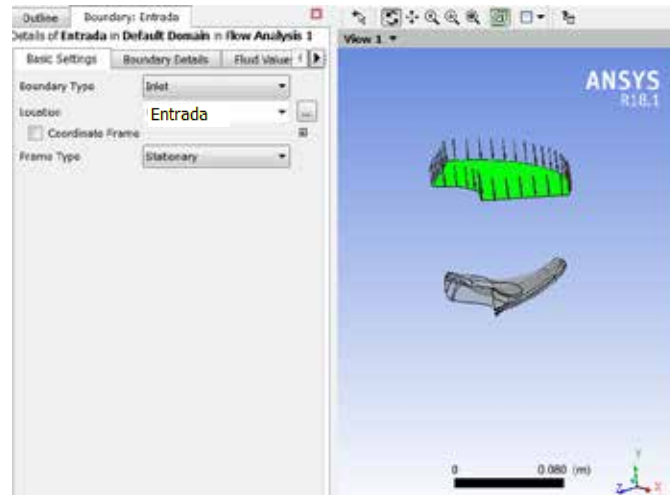 Outline
Boundary: Entrada
Details of Entrada in Default Domain in Flow Analysis 1
Basic Settings
Boundary Details
Fluid Values
Boundary Type
Inlet
Location
Entrada
...
Coordinate Frame
Frame Type
Stationary
View 1
ANSYS
R18.1
0
0.080 (m)
Y
Z
X